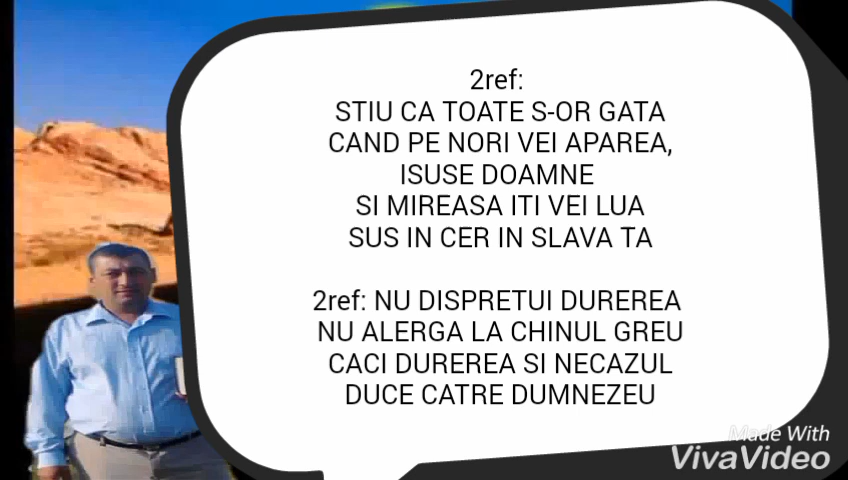 2ref:
STIU CA TOATE S-OR GATA
CAND PE NORI VEI APAREA,
ISUSE DOAMNE
SI MIREASA ITI VEI LUA
SUS IN CER IN SLAVA TA
2ref: NU DISPRETUI DUREREA
NU ALERGA LA CHINUL GREU
CACI DUREREA SI NECAZUL
DUCE CATRE DUMNEZEU
Made With
VivaVideo